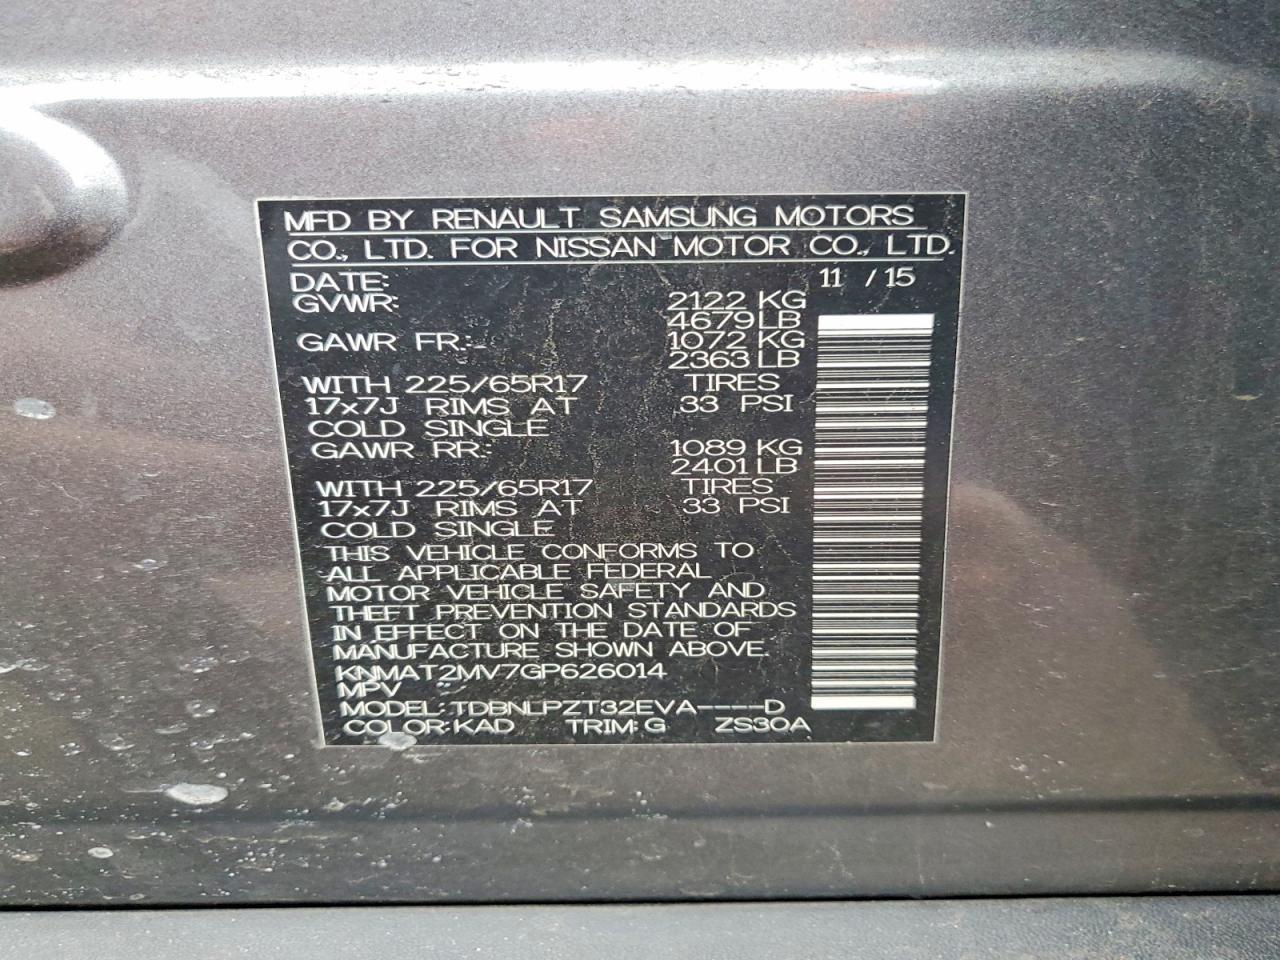 MFD BY RENAULT SAMSUNG MOTORS
CO., LTD. FOR NISSAN MOTOR CO., LTD.
DATE: 11 / 15
GVWR: 2122 KG
4679 LB
GAWR FR: 1072 KG
2363 LB
WITH 225/65R17 TIRES
17x7J RIMS AT 33 PSI
COLD SINGLE
GAWR RR: 1089 KG
2401 LB
WITH 225/65R17 TIRES
17x7J RIMS AT 33 PSI
COLD SINGLE
THIS VEHICLE CONFORMS TO
ALL APPLICABLE FEDERAL
MOTOR VEHICLE SAFETY AND
THEFT PREVENTION STANDARDS
IN EFFECT ON THE DATE OF
MANUFACTURE SHOWN ABOVE.
KNMAT2MV7GP626014
MPV
MODEL: TDBNLPZT32EVA----D
COLOR: KAD TRIM: G ZS30A